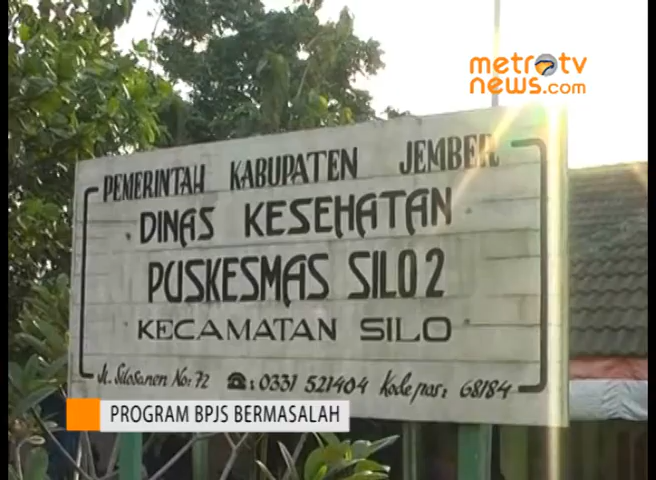 metrotv
news.com
PEMERINTAH KABUPATEN JEMBER
DINAS KESEHATAN
PUSKESMAS SILO 2
KECAMATAN SILO
JL. Silosanen No: 72 ☎: 0331 521404 Kode pos: 68184
PROGRAM BPJS BERMASALAH